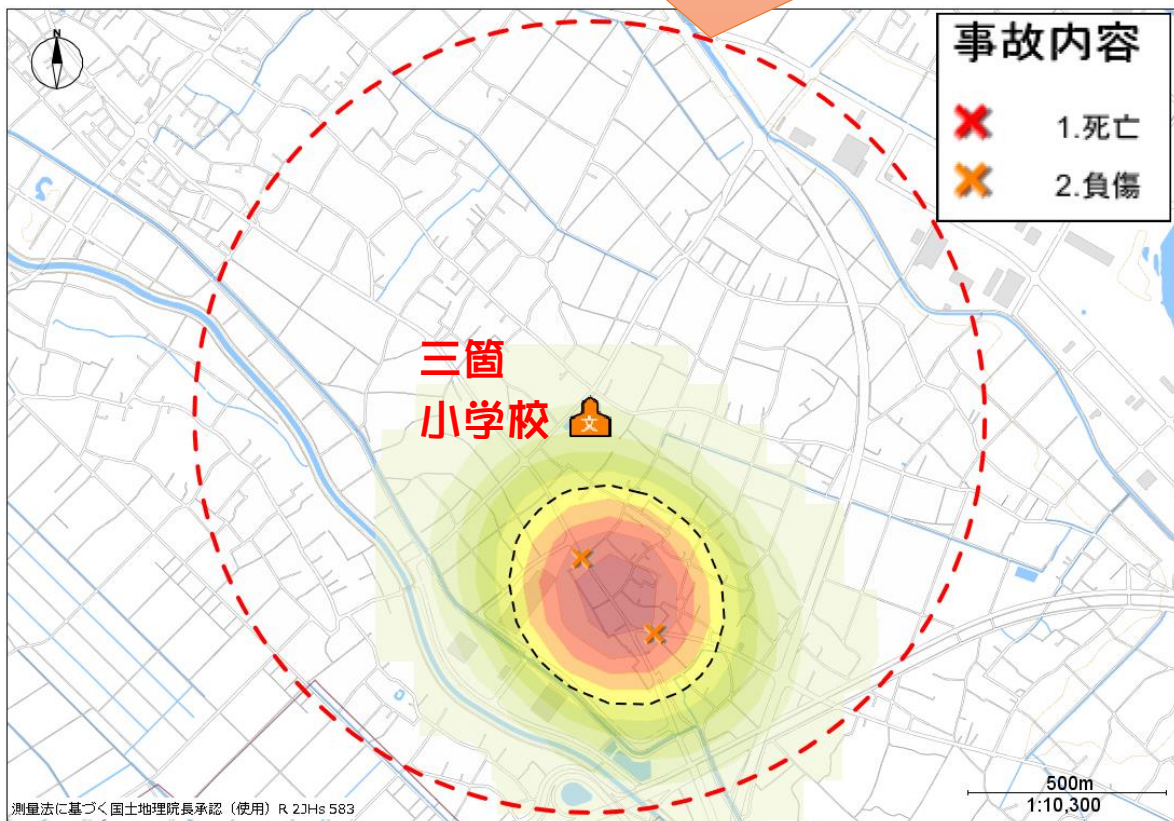 N
事故内容
1.死亡
2.負傷
三箇
小学校
文
500m
1:10,300
測量法に基づく国土地理院長承認（使用）R 2JHs 583